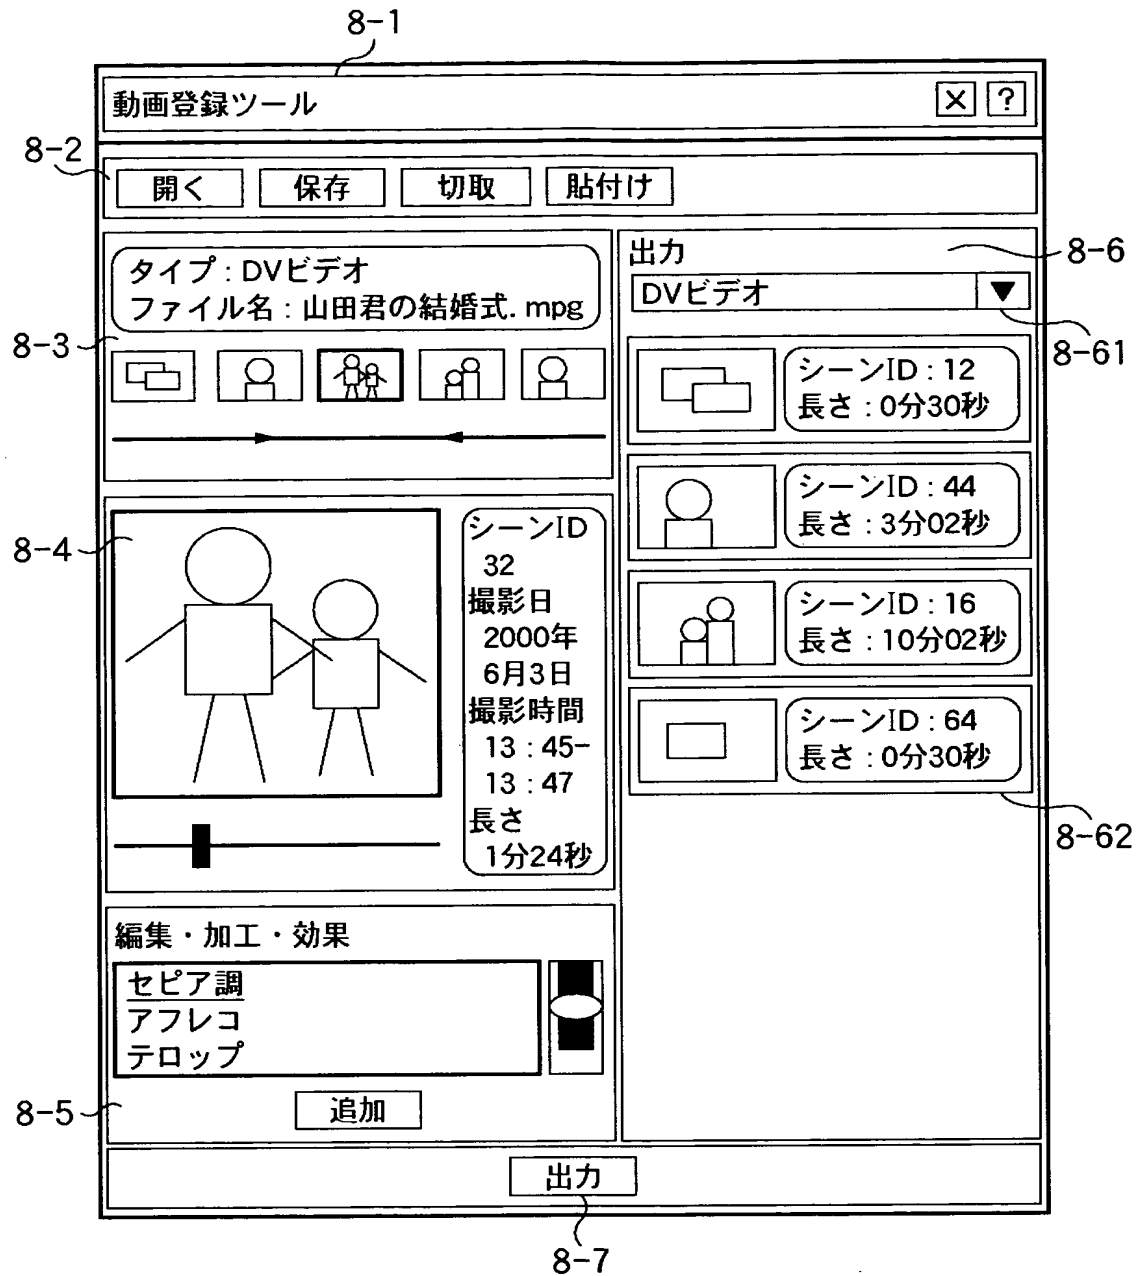 8-1
動画登録ツール
X ?
8-2
開く 保存 切取 貼付け
タイプ：DVビデオ
ファイル名：山田君の結婚式．mpg
8-3
8-4
シーンID
32
撮影日
2000年
6月3日
撮影時間
13：45-
13：47
長さ
1分24秒
編集・加工・効果
セピア調
アフレコ
テロップ
8-5
追加
出力
8-6
DVビデオ ▼
8-61
シーンID：12
長さ：0分30秒
シーンID：44
長さ：3分02秒
シーンID：16
長さ：10分02秒
シーンID：64
長さ：0分30秒
8-62
出力
8-7